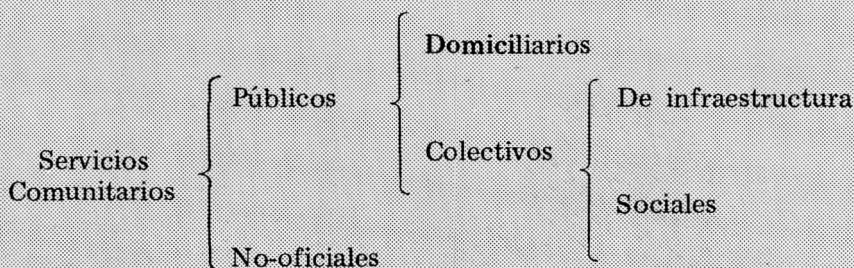 Domiciliarios
Públicos
De infraestructura
Colectivos
Servicios
Comunitarios
Sociales
No-oficiales